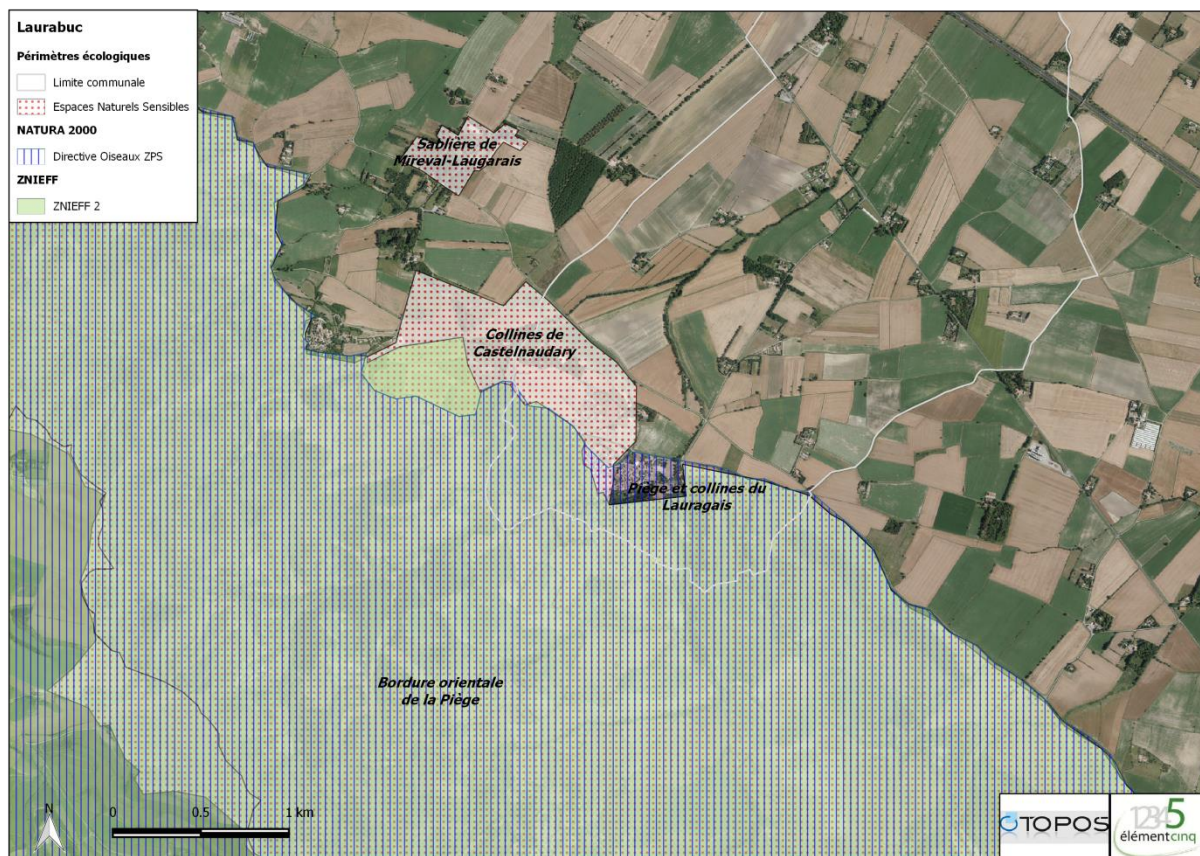 Laurabuc
Périmètres écologiques
Limite communale
Espaces Naturels Sensibles
NATURA 2000
Directive Oiseaux ZPS
ZNIEFF
ZNIEFF 2
Sablière de
Mireval-Laugarais
Collines de
Castelnaudary
Piège et collines du
Lauragais
Bordure orientale
de la Piège
N
0 0.5 1 km
TOPOS
12345
élémentcinq